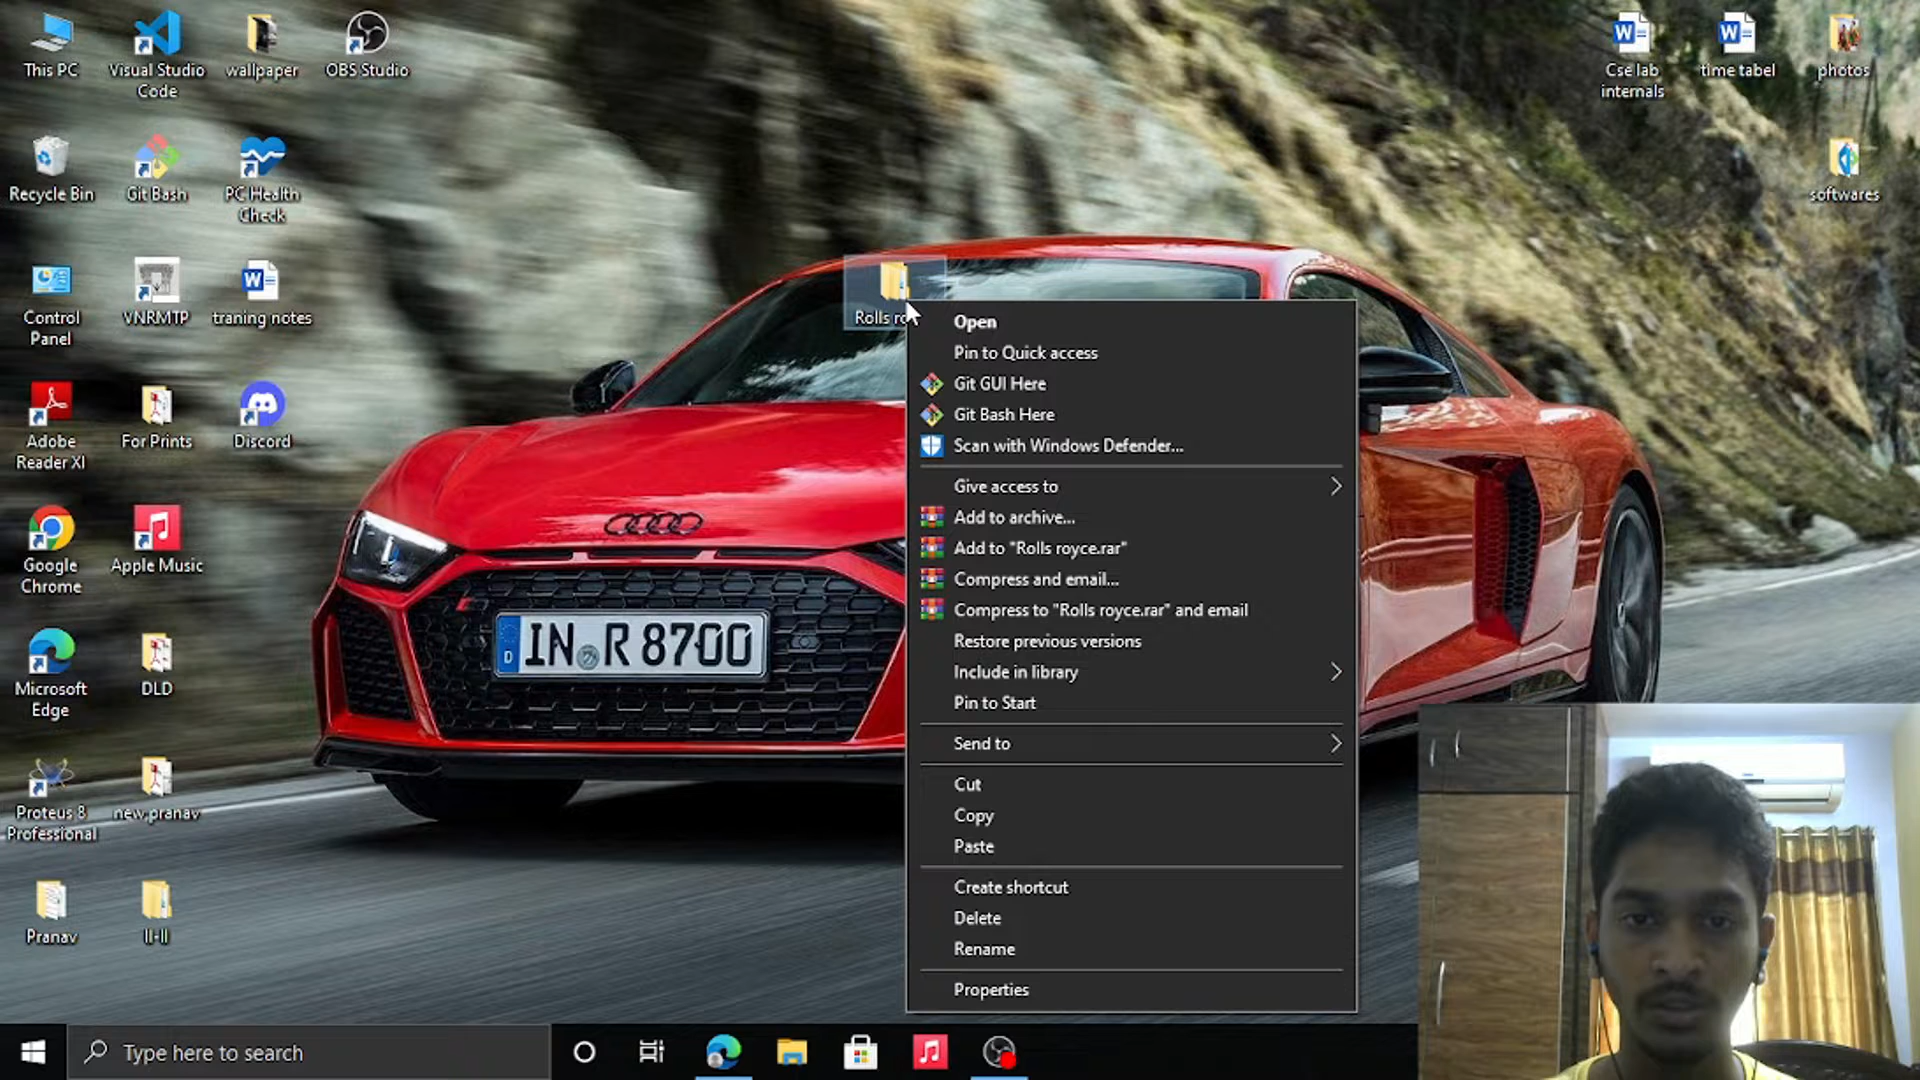 This PC
Visual Studio
Code
wallpaper
OBS Studio
Cse lab
internals
time tabel
photos
Recycle Bin
Git Bash
PC Health
Check
softwares
Control
Panel
VNRMTP
traning notes
Rolls ro
Open
Pin to Quick access
Git GUI Here
Git Bash Here
Scan with Windows Defender...
Give access to
Add to archive...
Add to "Rolls royce.rar"
Compress and email...
Compress to "Rolls royce.rar" and email
Restore previous versions
Include in library
Pin to Start
Send to
Cut
Copy
Paste
Create shortcut
Delete
Rename
Properties
Adobe
Reader XI
For Prints
Discord
Google
Chrome
Apple Music
D IN R 8700
Microsoft
Edge
DLD
Proteus 8
Professional
new.pranav
Pranav
II-II
Type here to search